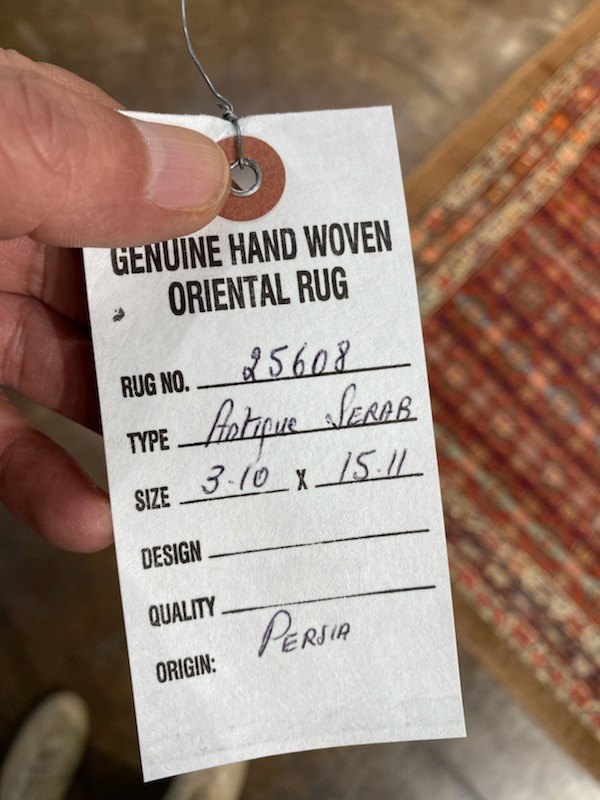 GENUINE HAND WOVEN
ORIENTAL RUG
RUG NO. 25608
TYPE Antique SERAB
SIZE 3.10 X 15.11
DESIGN
QUALITY
ORIGIN: PERSIA